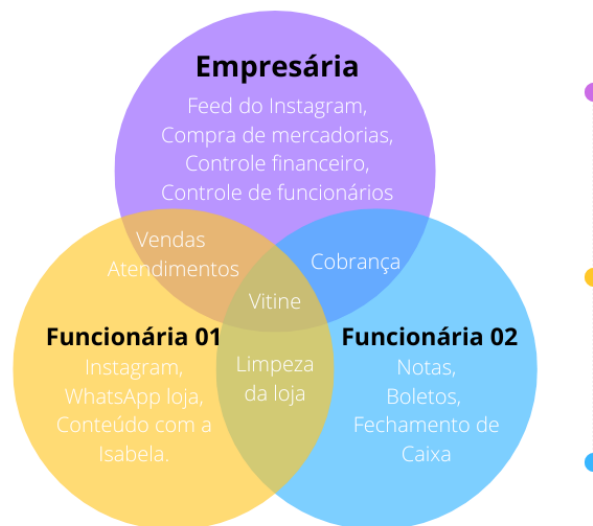 Empresária
Feed do Instagram,
Compra de mercadorias,
Controle financeiro,
Controle de funcionários
Vendas
Atendimentos
Cobrança
Vitine
Funcionária 01
Instagram,
WhatsApp loja,
Conteúdo com a
Isabela.
Limpeza
da loja
Funcionária 02
Notas,
Boletos,
Fechamento de
Caixa